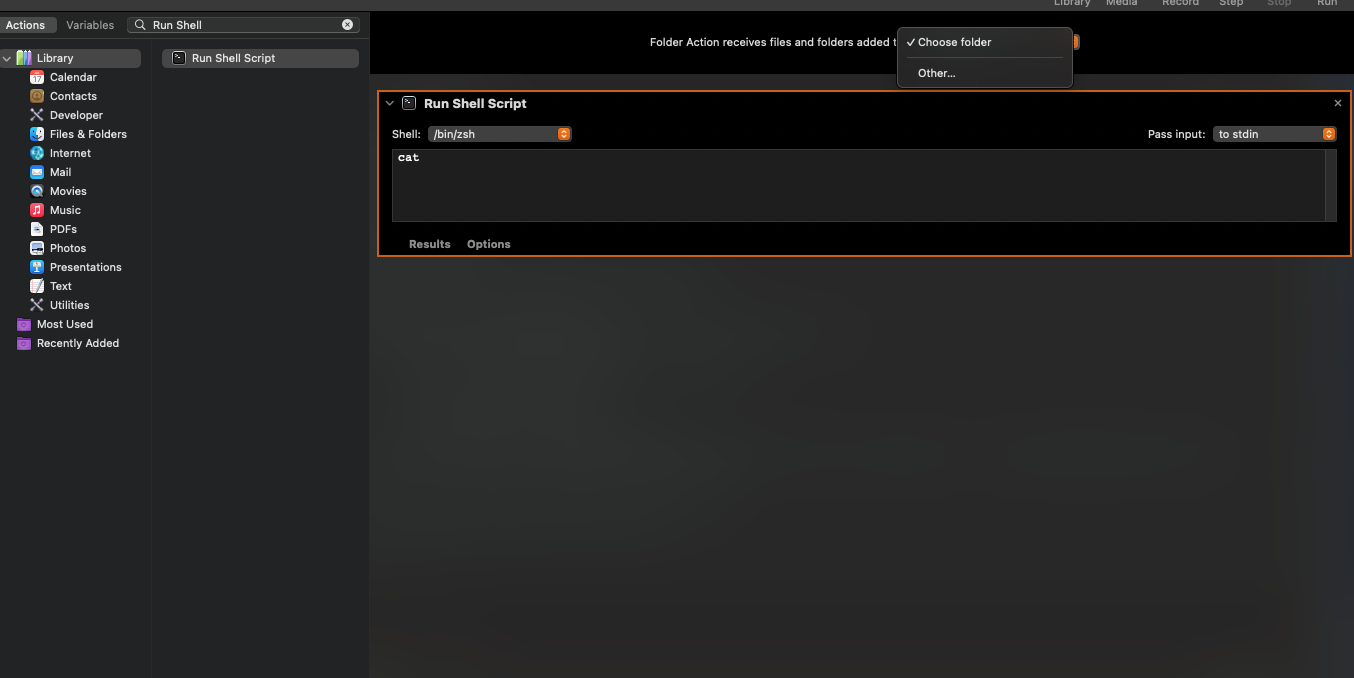 Library Media Record Step Stop Run
Actions Variables Run Shell
Folder Action receives files and folders added t
Choose folder
Other...
Library
Calendar
Contacts
Developer
Files & Folders
Internet
Mail
Movies
Music
PDFs
Photos
Presentations
Text
Utilities
Most Used
Recently Added
Run Shell Script
Run Shell Script
Shell: /bin/zsh
Pass input: to stdin
cat
Results Options